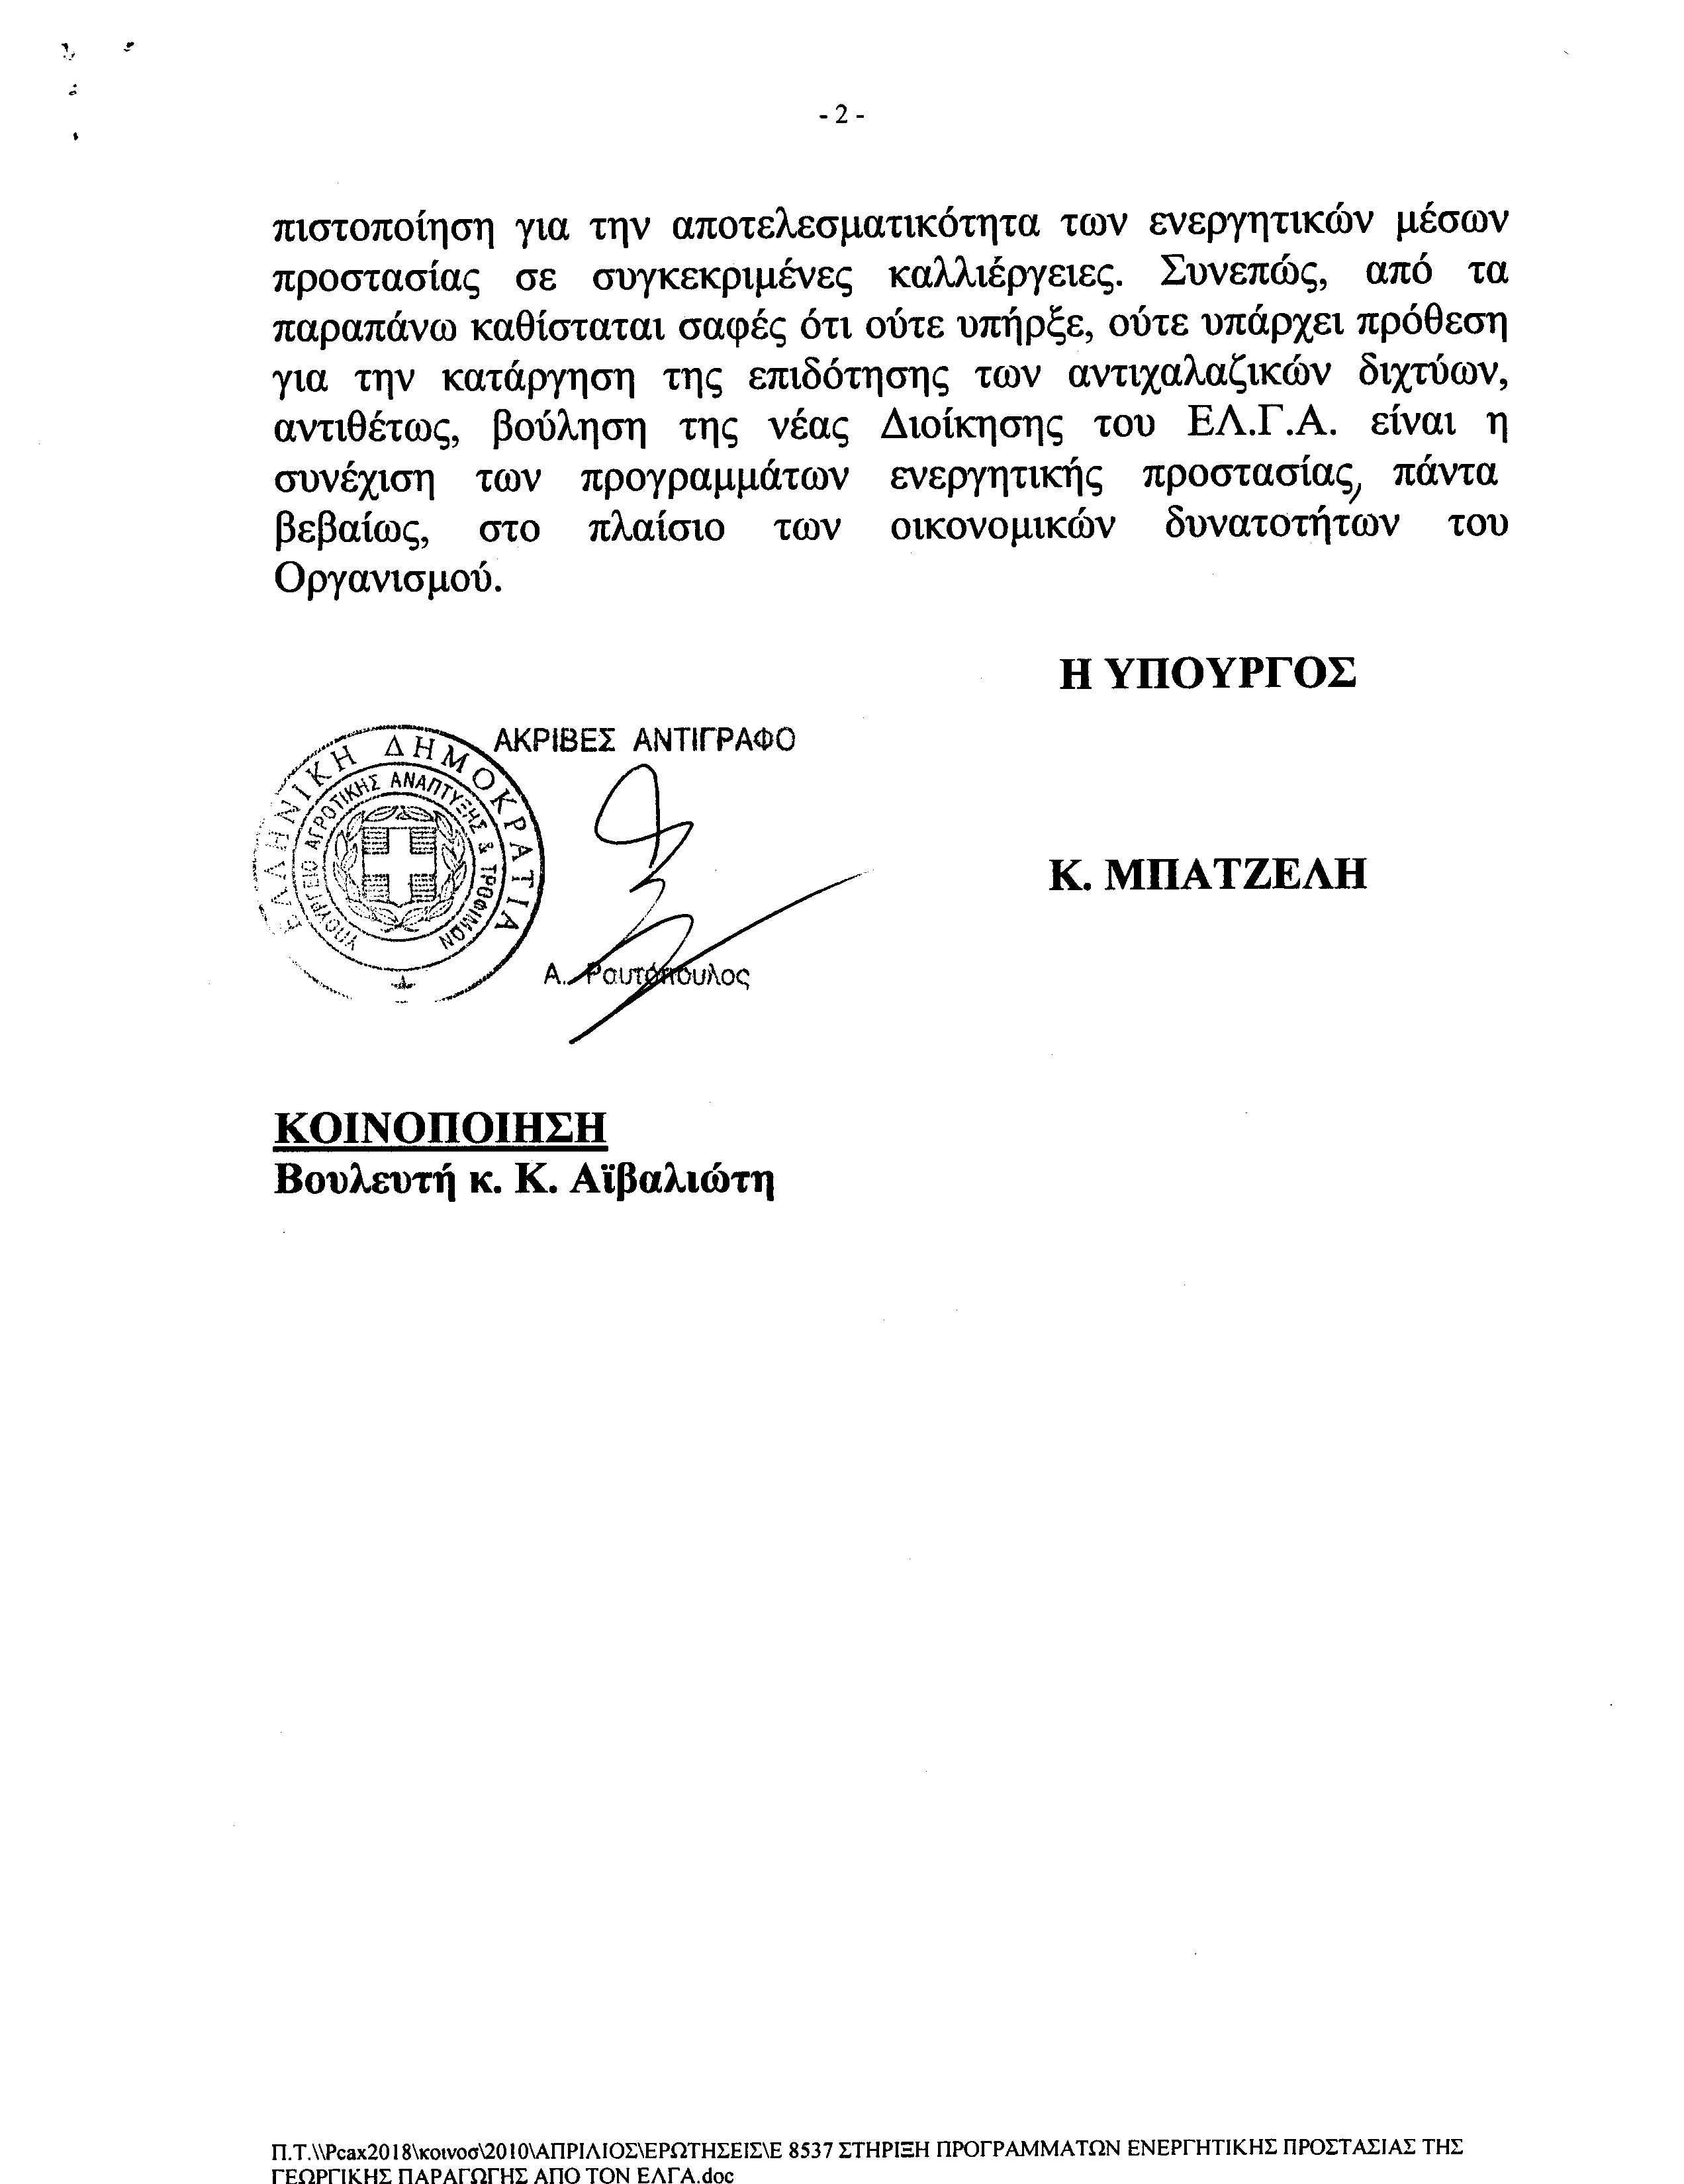 - 2 -
πιστοποίηση για την αποτελεσματικότητα των ενεργητικών μέσων
προστασίας σε συγκεκριμένες καλλιέργειες. Συνεπώς, από τα
παραπάνω καθίσταται σαφές ότι ούτε υπήρξε, ούτε υπάρχει πρόθεση
για την κατάργηση της επιδότησης των αντιχαλαζικών διχτύων,
αντιθέτως, βούληση της νέας Διοίκησης του ΕΛ.Γ.Α. είναι η
συνέχιση των προγραμμάτων ενεργητικής προστασίας, πάντα
βεβαίως, στο πλαίσιο των οικονομικών δυνατοτήτων του
Οργανισμού.
Η ΥΠΟΥΡΓΟΣ
ΑΚΡΙΒΕΣ ΑΝΤΙΓΡΑΦΟ
ΕΛΛΗΝΙΚΗ ΔΗΜΟΚΡΑΤΙΑ
ΥΠΟΥΡΓΕΙΟ ΑΓΡΟΤΙΚΗΣ ΑΝΑΠΤΥΞΗΣ & ΤΡΟΦΙΜΩΝ
Κ. ΜΠΑΤΖΕΛΗ
Α.
ΚΟΙΝΟΠΟΙΗΣΗ
Βουλευτή κ. Κ. Αϊβαλιώτη
Π.Τ.\\Pcax2018\κοινοσ\2010\ΑΠΡΙΛΙΟΣ\ΕΡΩΤΗΣΕΙΣ\Ε 8537 ΣΤΗΡΙΞΗ ΠΡΟΓΡΑΜΜΑΤΩΝ ΕΝΕΡΓΗΤΙΚΗΣ ΠΡΟΣΤΑΣΙΑΣ ΤΗΣ
ΓΕΩΡΓΙΚΗΣ ΠΑΡΑΓΩΓΗΣ ΑΠΟ ΤΟΝ ΕΛΓΑ.doc